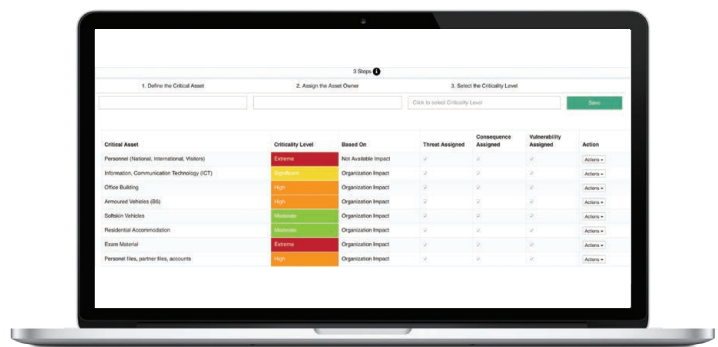 3 Steps i
1. Define the Critical Asset 2. Assign the Asset Owner 3. Select the Criticality Level
Click to select Criticality Level Save
Critical Asset Criticality Level Based On Threat Assigned Consequence Assigned Vulnerability Assigned Action
Personnel (National, International, Visitors) Extreme Not Available Impact Actions
Information, Communication Technology (ICT) Significant Organization Impact Actions
Office Building High Organization Impact Actions
Armoured Vehicles (B6) High Organization Impact Actions
Softskin Vehicles Moderate Organization Impact Actions
Residential Accommodation Moderate Organization Impact Actions
Exam Material Extreme Organization Impact Actions
Personal files, partner files, accounts High Organization Impact Actions